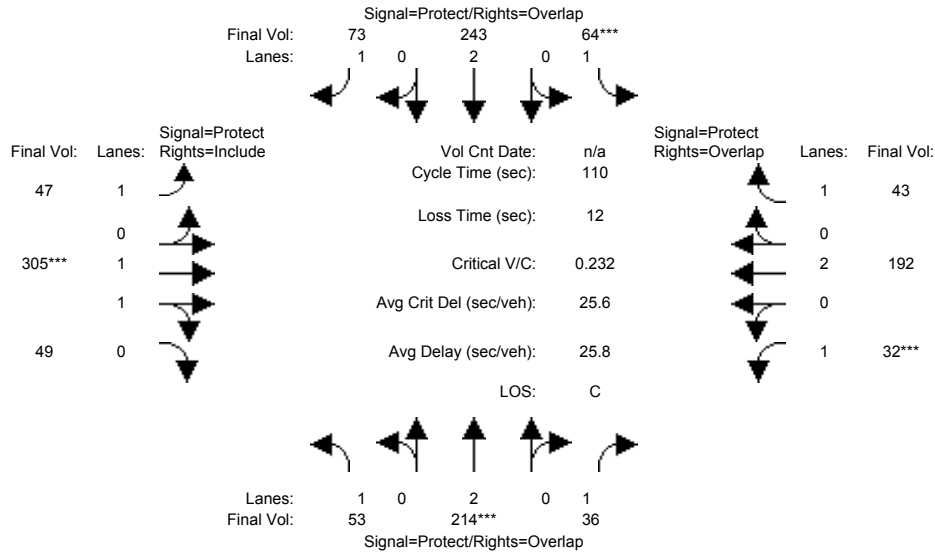 Signal=Protect/Rights=Overlap
Final Vol: 73 243 64***
Lanes: 1 0 2 0 1
Signal=Protect
Final Vol: Lanes: Rights=Include
Vol Cnt Date: n/a
Signal=Protect
Rights=Overlap Lanes: Final Vol:
Cycle Time (sec): 110
47 1
1 43
Loss Time (sec): 12
0
0
305*** 1
Critical V/C: 0.232
2 192
1
Avg Crit Del (sec/veh): 25.6
0
49 0
Avg Delay (sec/veh): 25.8
1 32***
LOS: C
Lanes: 1 0 2 0 1
Final Vol: 53 214*** 36
Signal=Protect/Rights=Overlap